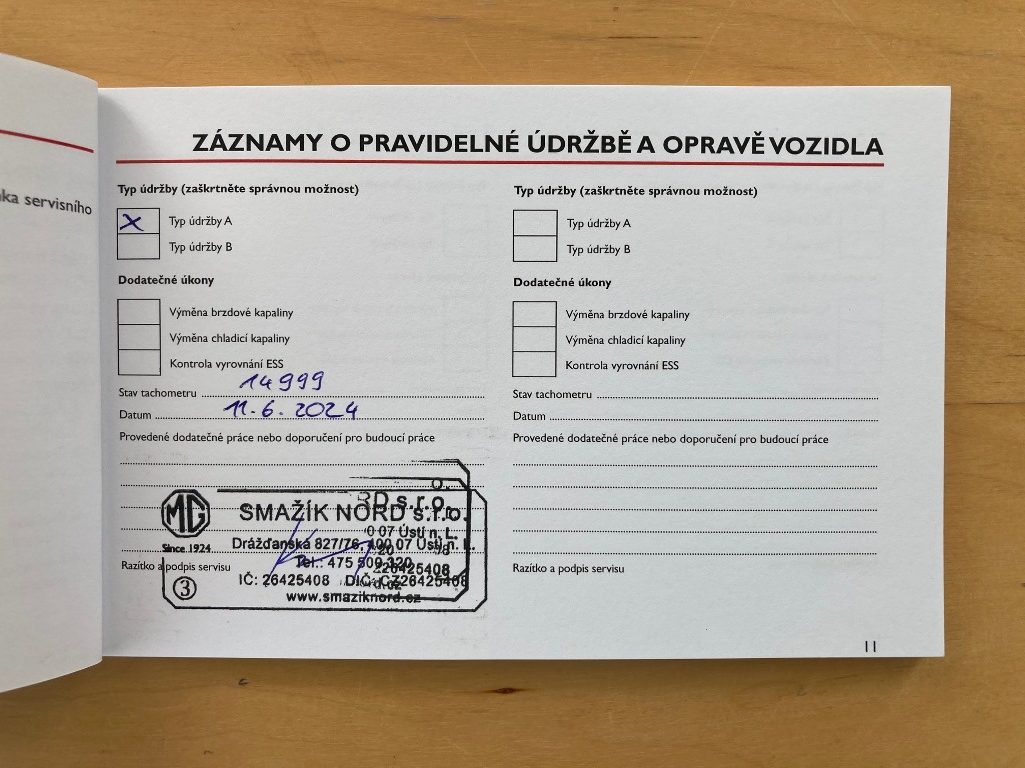 ka servisního
ZÁZNAMY O PRAVIDELNÉ ÚDRŽBĚ A OPRAVĚ VOZIDLA
Typ údržby (zaškrtněte správnou možnost)
X Typ údržby A
Typ údržby B
Dodatečné úkony
Výměna brzdové kapaliny
Výměna chladicí kapaliny
Kontrola vyrovnání ESS
Stav tachometru 14999
Datum 11.6.2024
Provedené dodatečné práce nebo doporučení pro budoucí práce
MG
Since 1924
SMAŽÍK NORD s.r.o.
Drážďanská 827/76, 400 07 Ústí n. L.
Tel.: 475 500 320
IČ: 26425408 DIČ: CZ26425408
www.smaziknord.cz
3
Razítko a podpis servisu
Typ údržby (zaškrtněte správnou možnost)
Typ údržby A
Typ údržby B
Dodatečné úkony
Výměna brzdové kapaliny
Výměna chladicí kapaliny
Kontrola vyrovnání ESS
Stav tachometru
Datum
Provedené dodatečné práce nebo doporučení pro budoucí práce
Razítko a podpis servisu
11